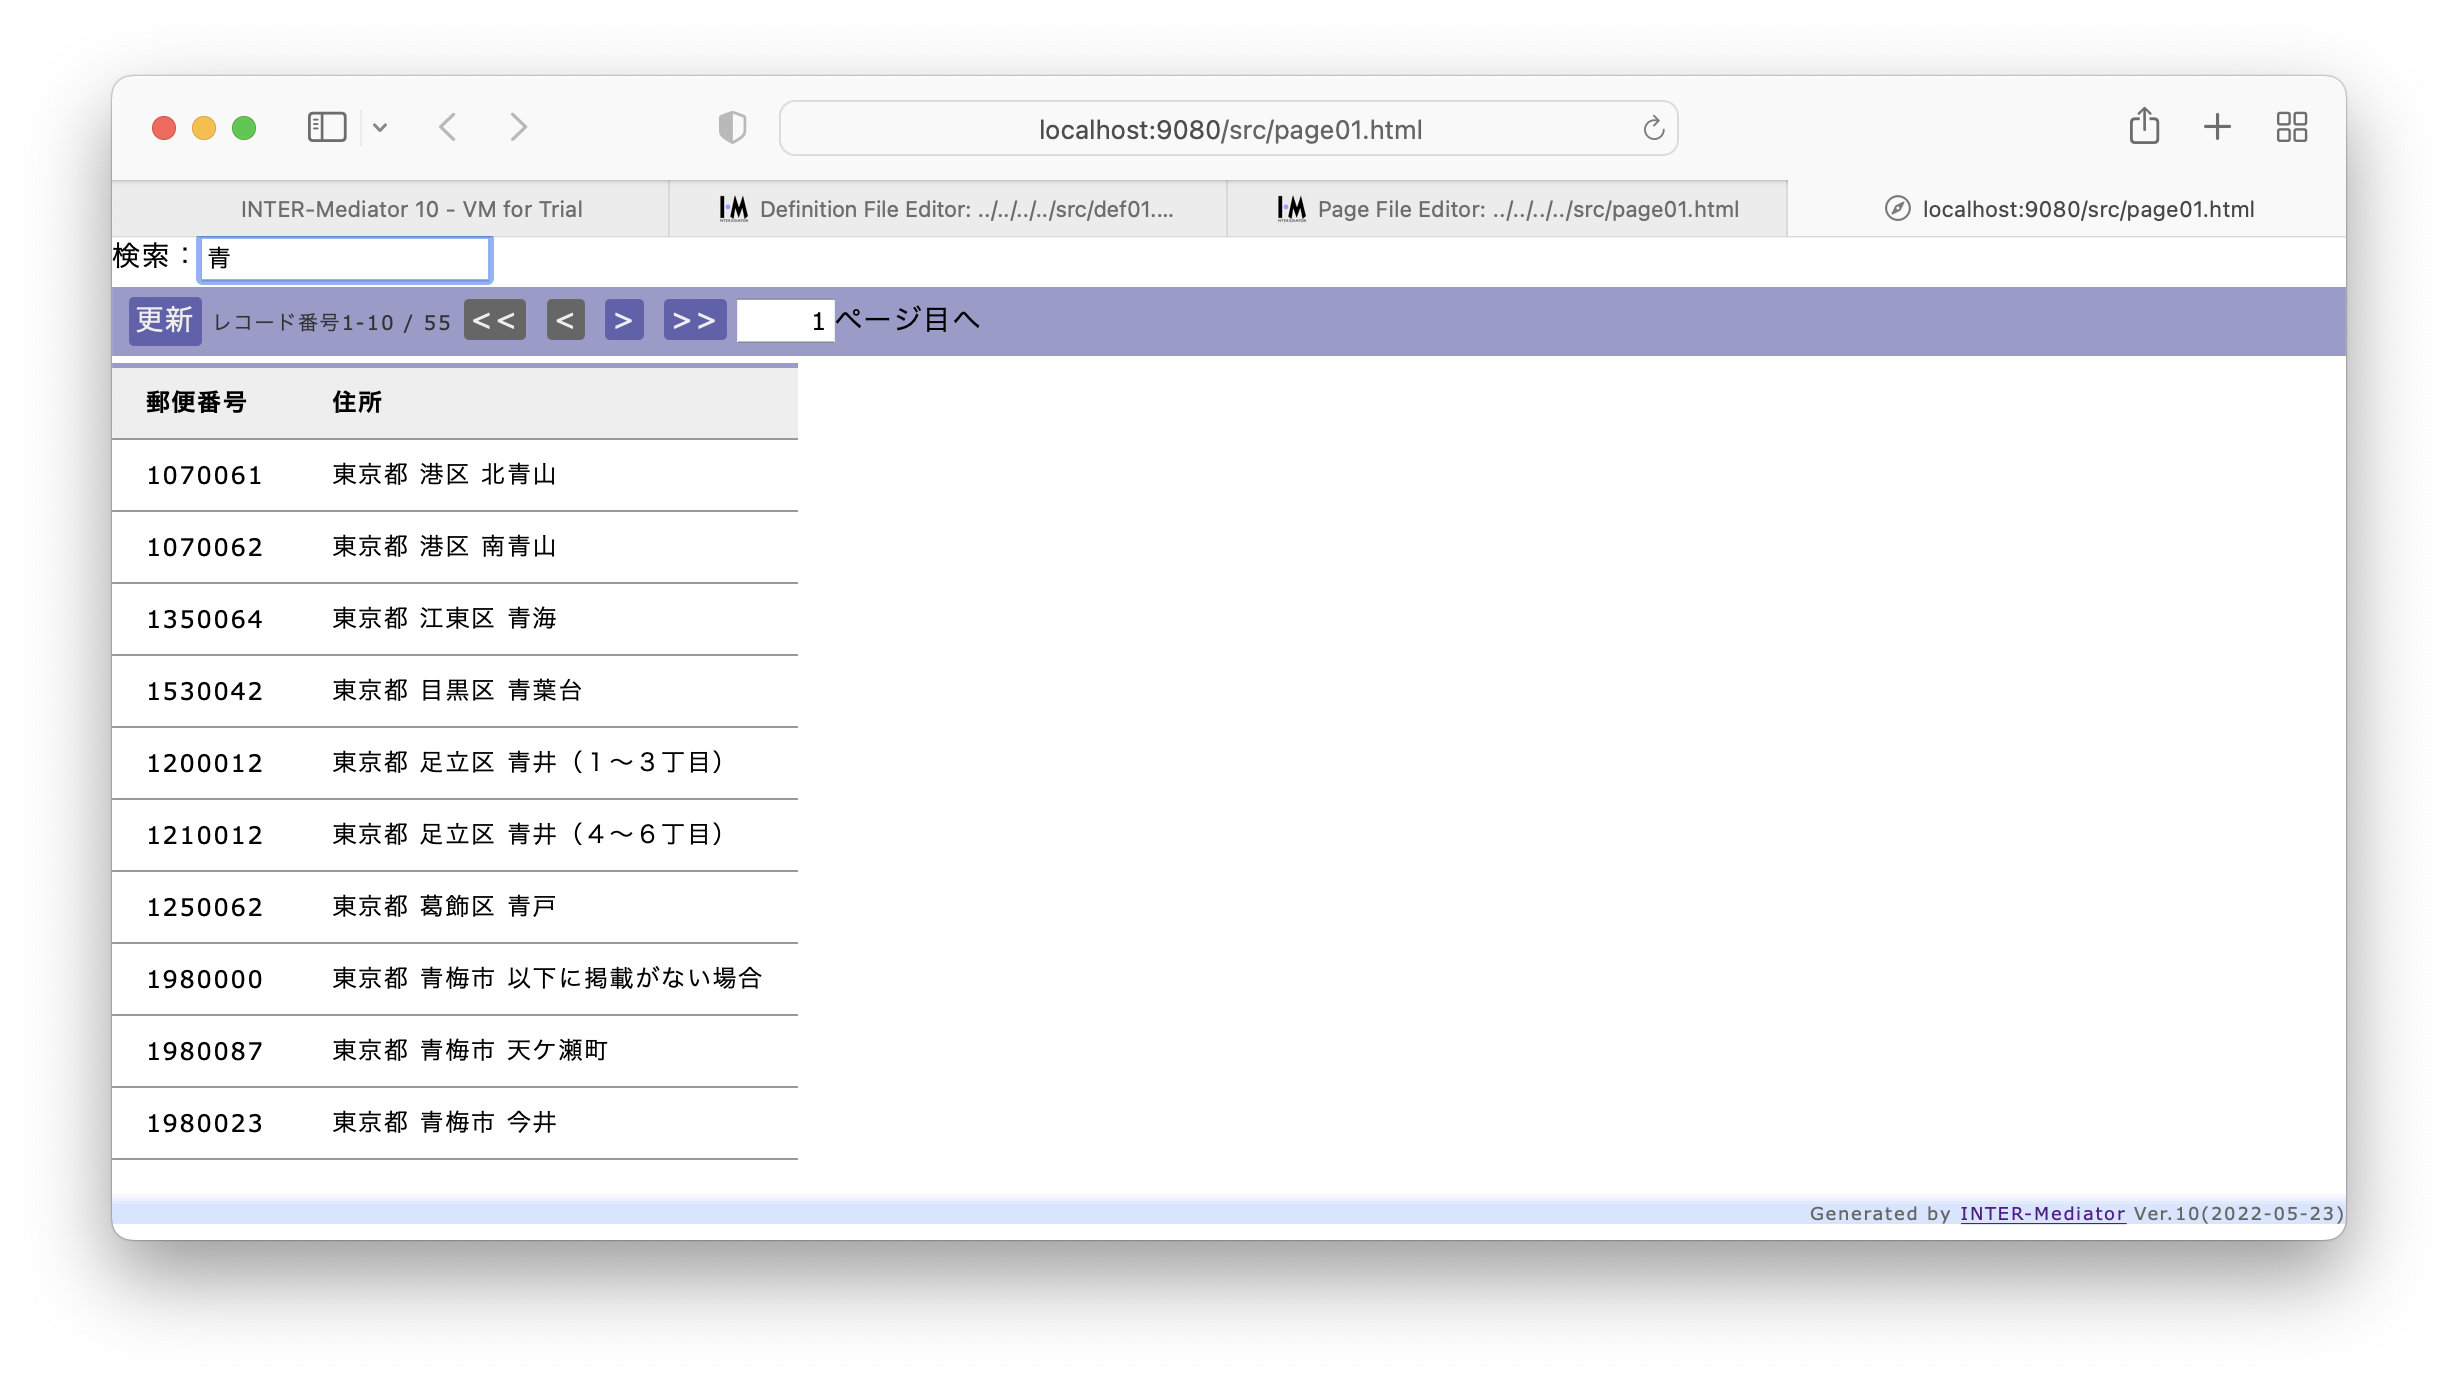 localhost:9080/src/page01.html
INTER-Mediator 10 - VM for Trial
Definition File Editor: ../../../../src/def01....
Page File Editor: ../../../../src/page01.html
localhost:9080/src/page01.html
検索：青
更新 レコード番号1-10 / 55 << < > >> 1ページ目へ
郵便番号 住所
1070061 東京都 港区 北青山
1070062 東京都 港区 南青山
1350064 東京都 江東区 青海
1530042 東京都 目黒区 青葉台
1200012 東京都 足立区 青井（１～３丁目）
1210012 東京都 足立区 青井（４～６丁目）
1250062 東京都 葛飾区 青戸
1980000 東京都 青梅市 以下に掲載がない場合
1980087 東京都 青梅市 天ケ瀬町
1980023 東京都 青梅市 今井
Generated by INTER-Mediator Ver.10(2022-05-23)